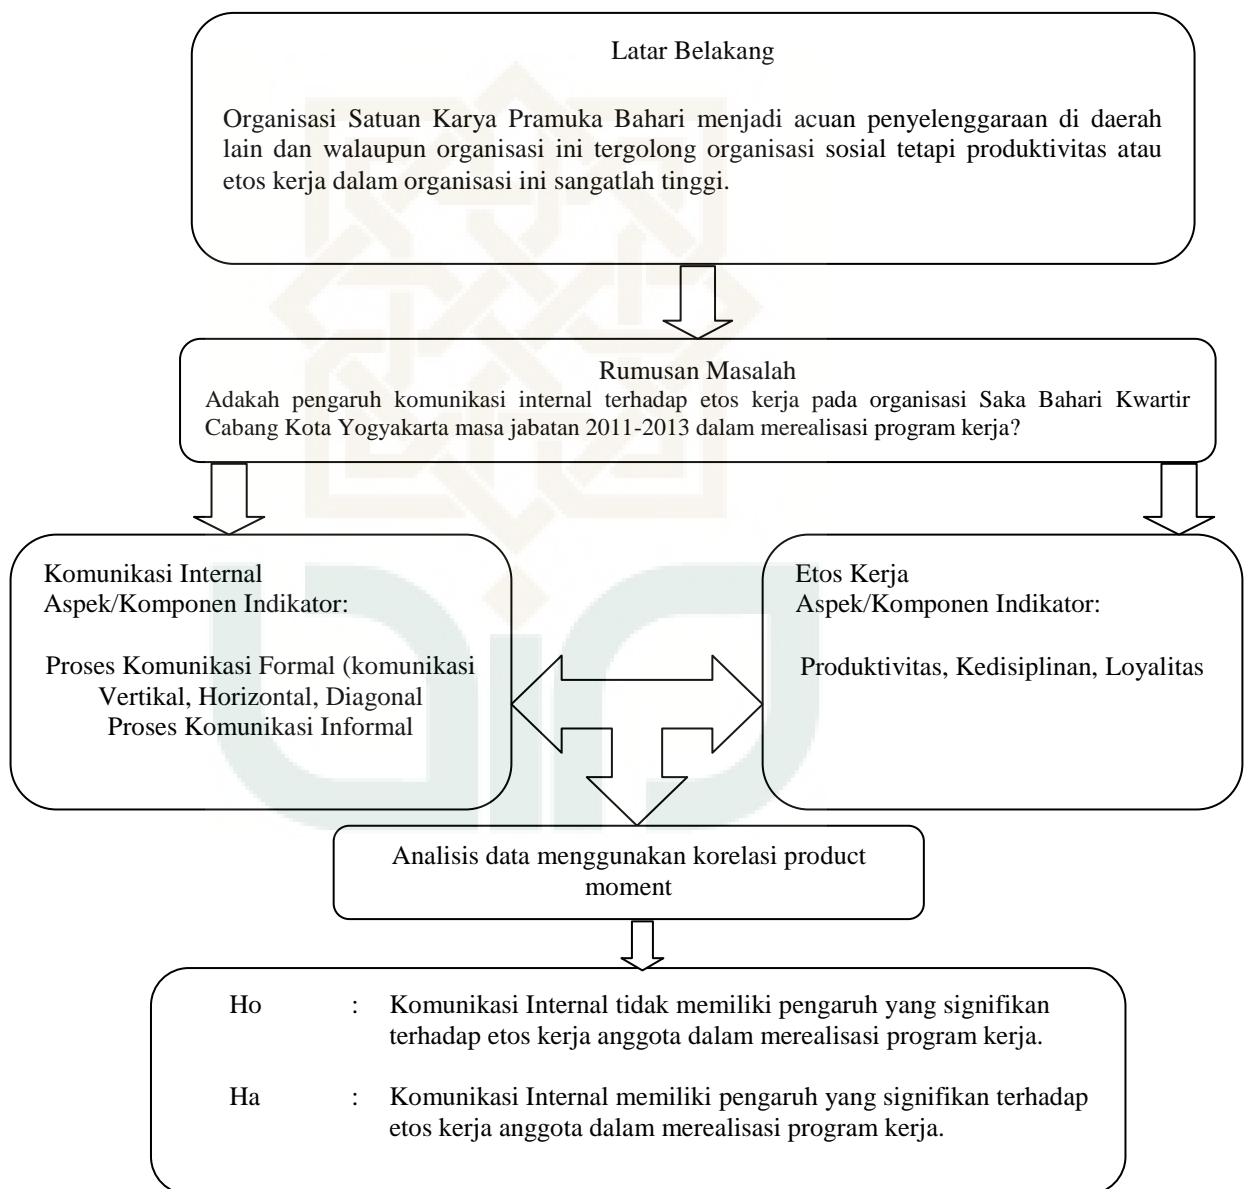 Latar Belakang
Organisasi Satuan Karya Pramuka Bahari menjadi acuan penyelenggaraan di daerah
lain dan walaupun organisasi ini tergolong organisasi sosial tetapi produktivitas atau
etos kerja dalam organisasi ini sangatlah tinggi.
Rumusan Masalah
Adakah pengaruh komunikasi internal terhadap etos kerja pada organisasi Saka Bahari Kwartir
Cabang Kota Yogyakarta masa jabatan 2011-2013 dalam merealisasi program kerja?
Komunikasi Internal
Aspek/Komponen Indikator:
Proses Komunikasi Formal (komunikasi
Vertikal, Horizontal, Diagonal
Proses Komunikasi Informal
Etos Kerja
Aspek/Komponen Indikator:
Produktivitas, Kedisiplinan, Loyalitas
Analisis data menggunakan korelasi product
moment
Ho : Komunikasi Internal tidak memiliki pengaruh yang signifikan
terhadap etos kerja anggota dalam merealisasi program kerja.
Ha : Komunikasi Internal memiliki pengaruh yang signifikan terhadap
etos kerja anggota dalam merealisasi program kerja.